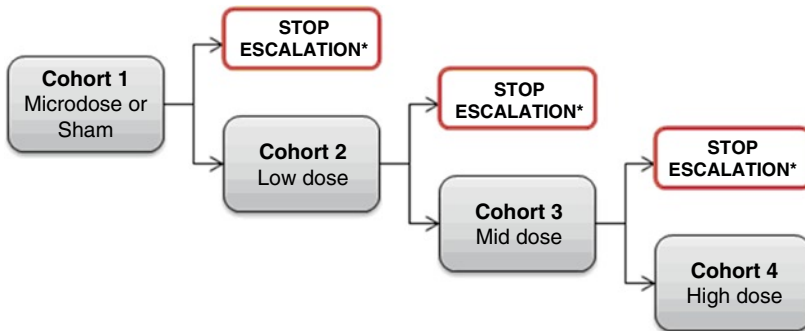 Cohort 1
Microdose or
Sham
STOP
ESCALATION*
Cohort 2
Low dose
STOP
ESCALATION*
Cohort 3
Mid dose
STOP
ESCALATION*
Cohort 4
High dose